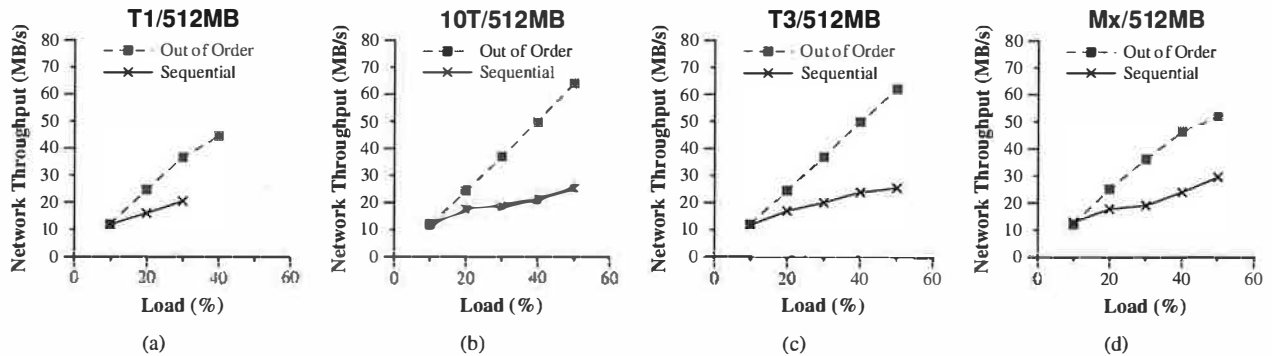 T1/512MB
Network Throughput (MB/s)
80
70
60
50
40
30
20
10
0
Out of Order
Sequential
0 20 40 60
Load (%)
(a)
10T/512MB
Network Throughput (MB/s)
80
70
60
50
40
30
20
10
0
Out of Order
Sequential
0 20 40 60
Load (%)
(b)
T3/512MB
Network Throughput (MB/s)
80
70
60
50
40
30
20
10
0
Out of Order
Sequential
0 20 40 60
Load (%)
(c)
Mx/512MB
Network Throughput (MB/s)
80
70
60
50
40
30
20
10
0
Out of Order
Sequential
0 20 40 60
Load (%)
(d)